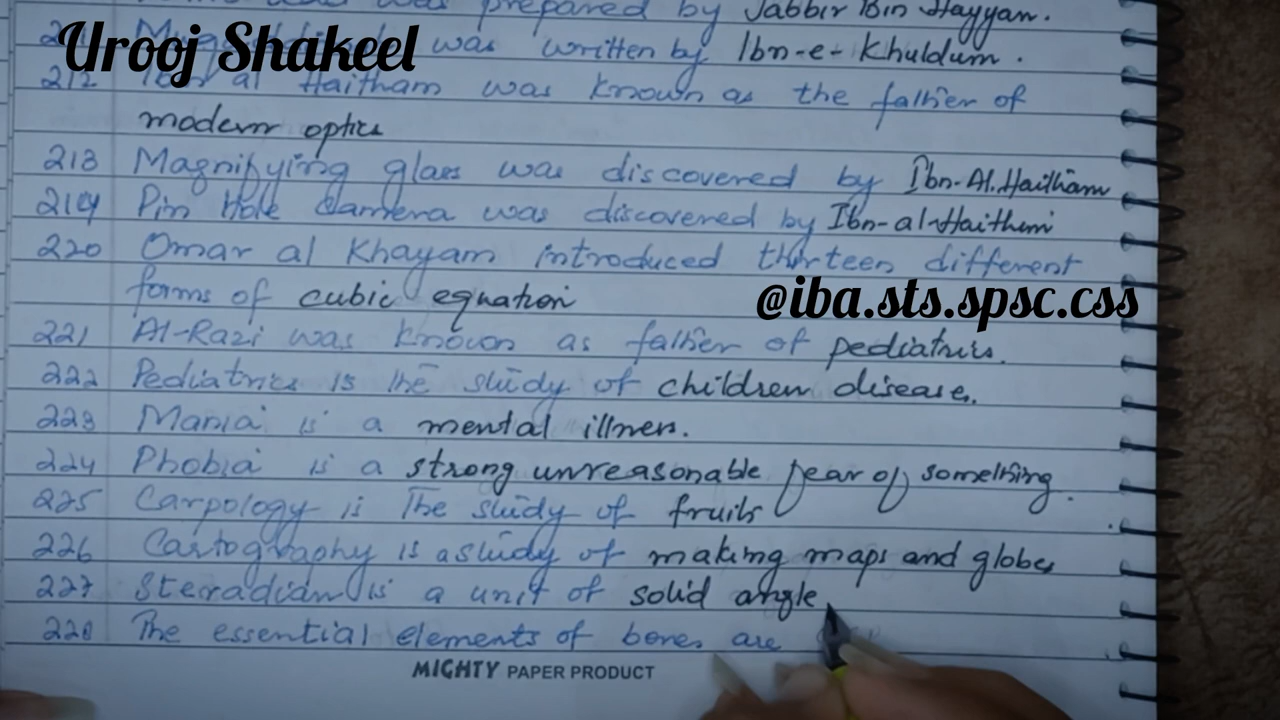 was prepared by Jabbir Bin Hayyan.
Urooj Shakeel
was written by Ibn-e-Khuldum.
212 al Haitham was known as the father of
modern optics
213 Magnifying glass was discovered by Ibn-Al-Haitham
219 Pin Hole Camera was discovered by Ibn-al-Haithem
220 Omar al Khayam introduced thirteen different
forms of cubic equation
@iba.sts.spsc.css
221 Al-Razi was known as father of pediatrics.
222 Pediatrics is the study of children disease.
223 Mania is a mental illness.
224 Phobia is a strong unreasonable fear of something.
225 Carpology is the study of fruits
226 Cartography is a study of making maps and globes
227 Steradian is a unit of solid angle
228 The essential elements of bones are
MIGHTY PAPER PRODUCT